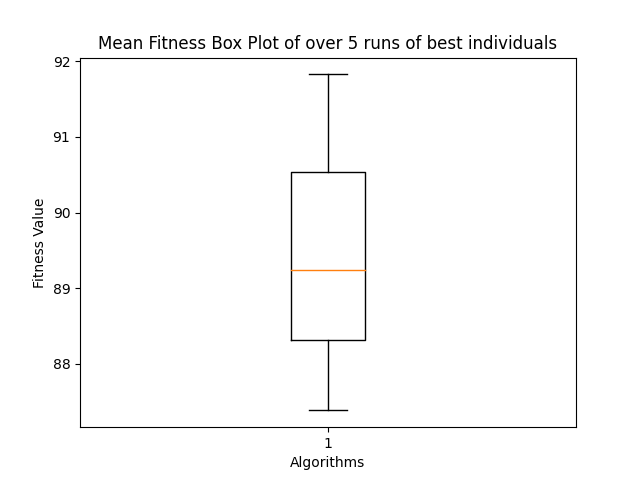 Mean Fitness Box Plot of over 5 runs of best individuals
92
91
90
89
88
Fitness Value
1
Algorithms